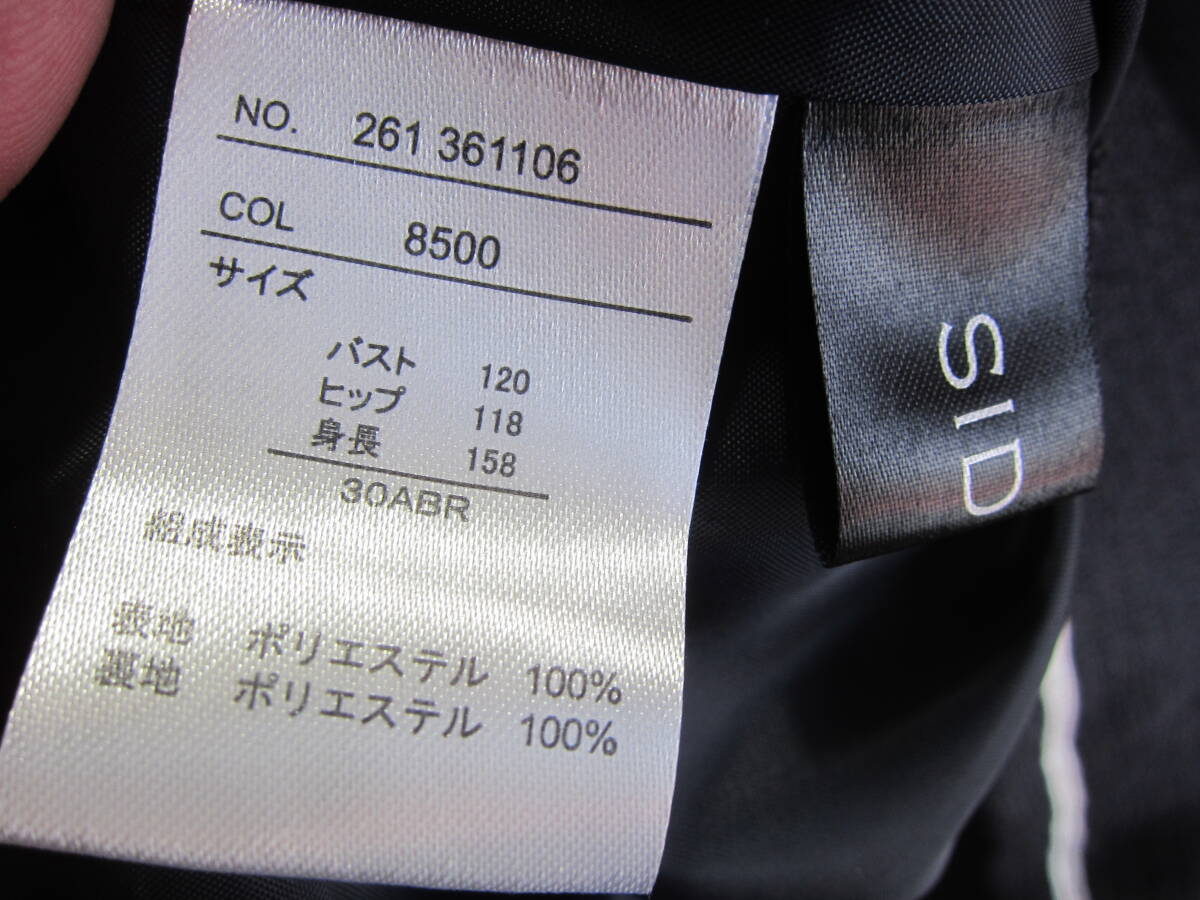 NO. 261 361106
COL 8500
サイズ
バスト 120
ヒップ 118
身長 158
30ABR
組成表示
表地 ポリエステル 100%
裏地 ポリエステル 100%
SID